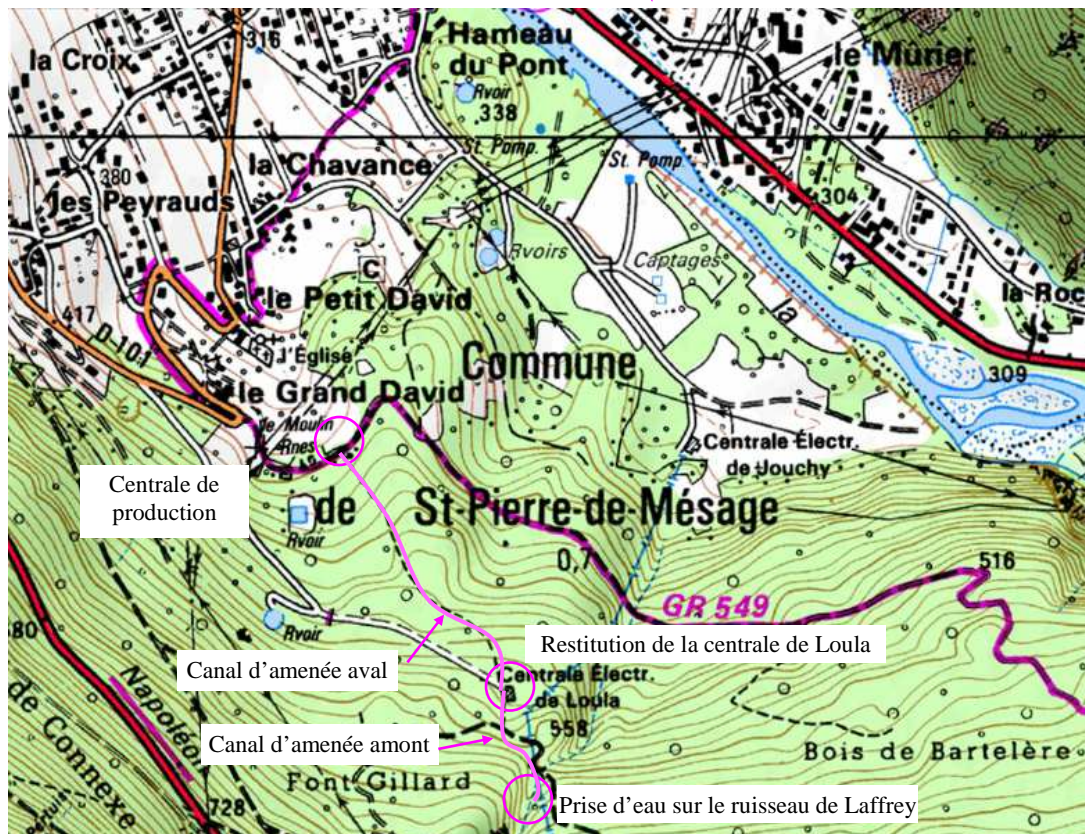 316
la Croix
Hameau
du Pont
le Mûrier
Rvoir
338
St. Pomp.
St. Pomp.
la Chavance
380
les Peyrauds
304
Rvoirs
Captages
C
la Roc
le Petit David
la
417
D 101
J'Église
Commune
309
le Grand David
le Moulin
Rnes
Centrale Électr.
de Jouchy
Centrale de
production
de St-Pierre-de-Mésage
Rvoir
0,7
516
GR 549
Rvoir
580
Restitution de la centrale de Loula
Canal d'amenée aval
Centrale Électr.
de Loula
Napoléon
558
Canal d'amenée amont
Bois de Bartelère
de Connexe
Font Gillard
728
Prise d'eau sur le ruisseau de Laffrey